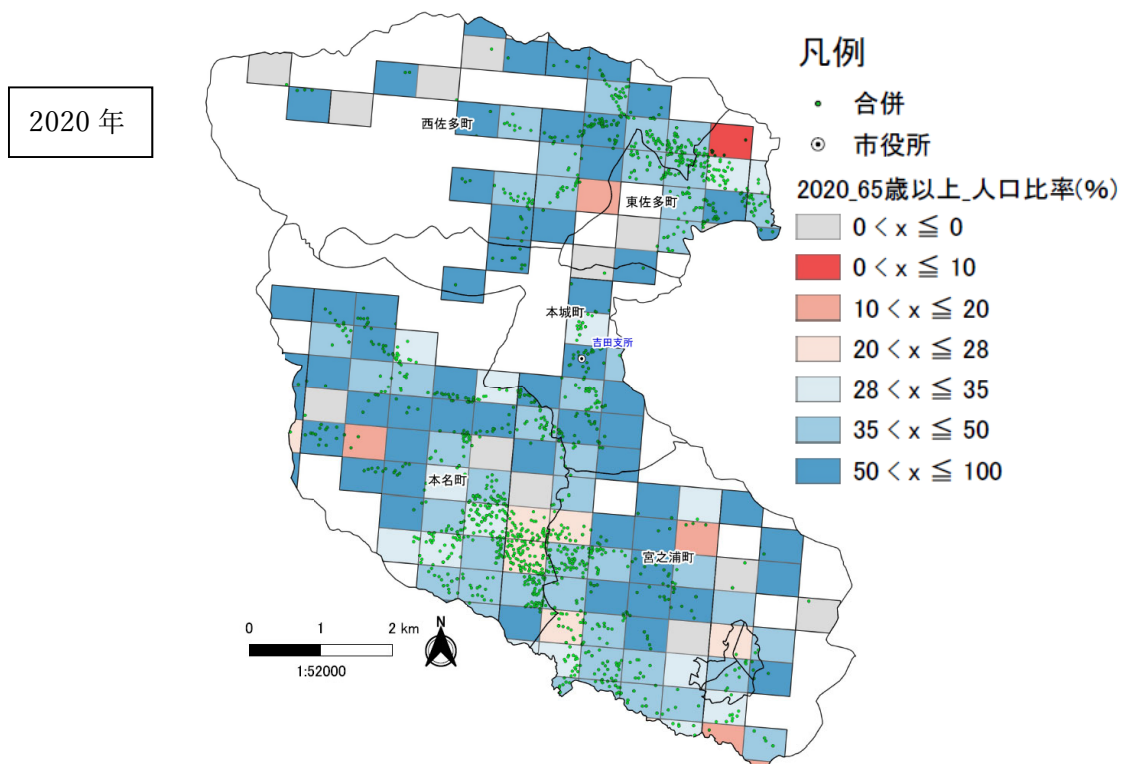 2020 年
凡例
合併
市役所
2020_65歳以上_人口比率(%)
0 < x ≦ 0
0 < x ≦ 10
10 < x ≦ 20
20 < x ≦ 28
28 < x ≦ 35
35 < x ≦ 50
50 < x ≦ 100
西佐多町
東佐多町
本城町
吉田支所
本名町
宮之浦町
0 1 2 km
N
1:52000